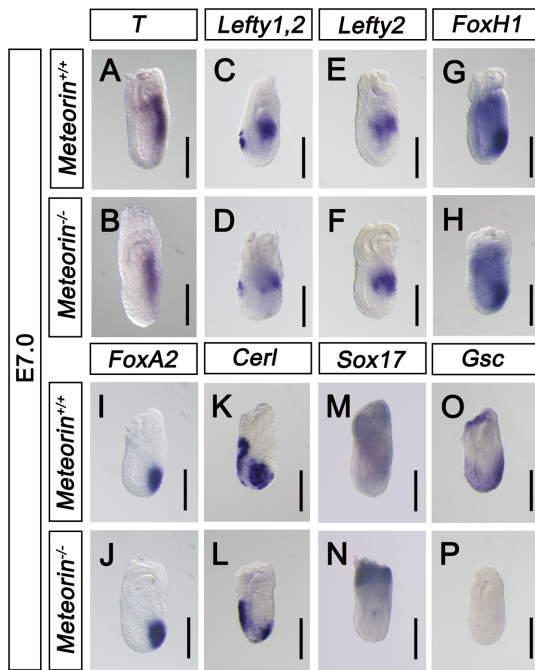 T Lefty1,2 Lefty2 FoxH1
Meteorin+/+ A C E G
Meteorin-/- B D F H
E7.0
FoxA2 Cerl Sox17 Gsc
Meteorin+/+ I K M O
Meteorin-/- J L N P